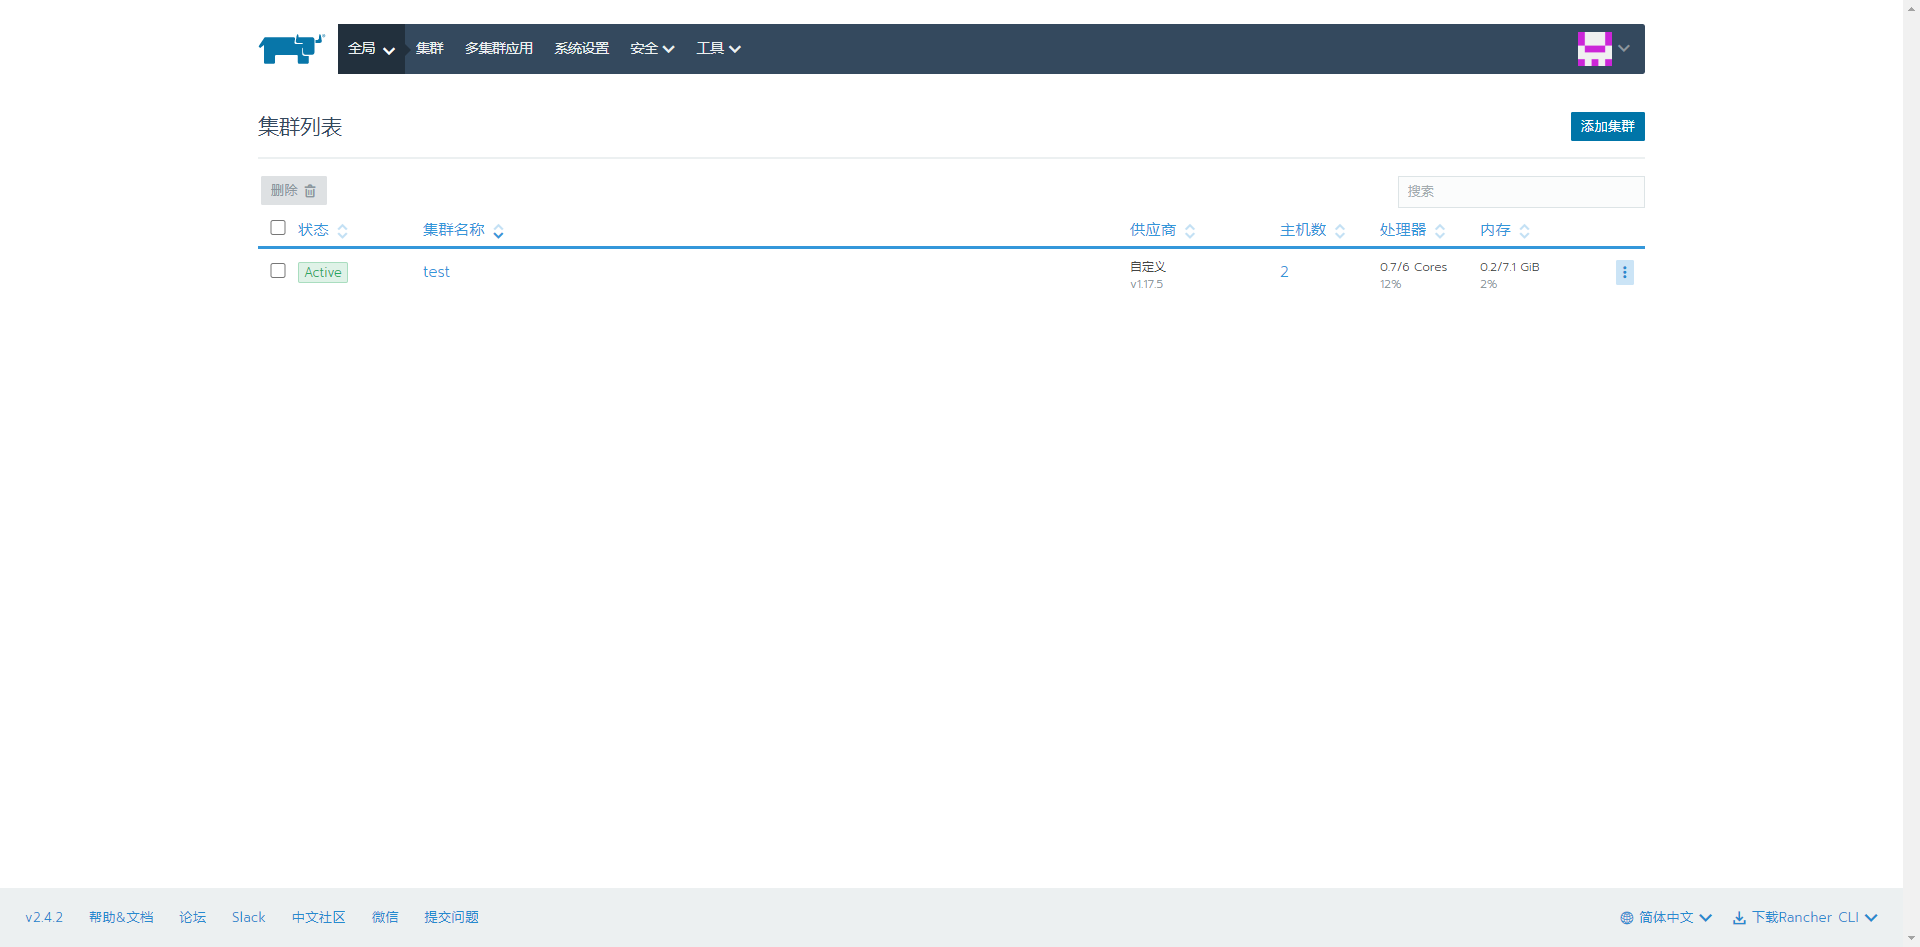 全局 集群 多集群应用 系统设置 安全 工具
集群列表 添加集群
删除 搜索
状态 集群名称 供应商 主机数 处理器 内存
Active test 自定义 2 0.7/6 Cores 0.2/7.1 GiB
v1.17.5 12% 2%
v2.4.2 帮助&文档 论坛 Slack 中文社区 微信 提交问题 简体中文 下载Rancher CLI